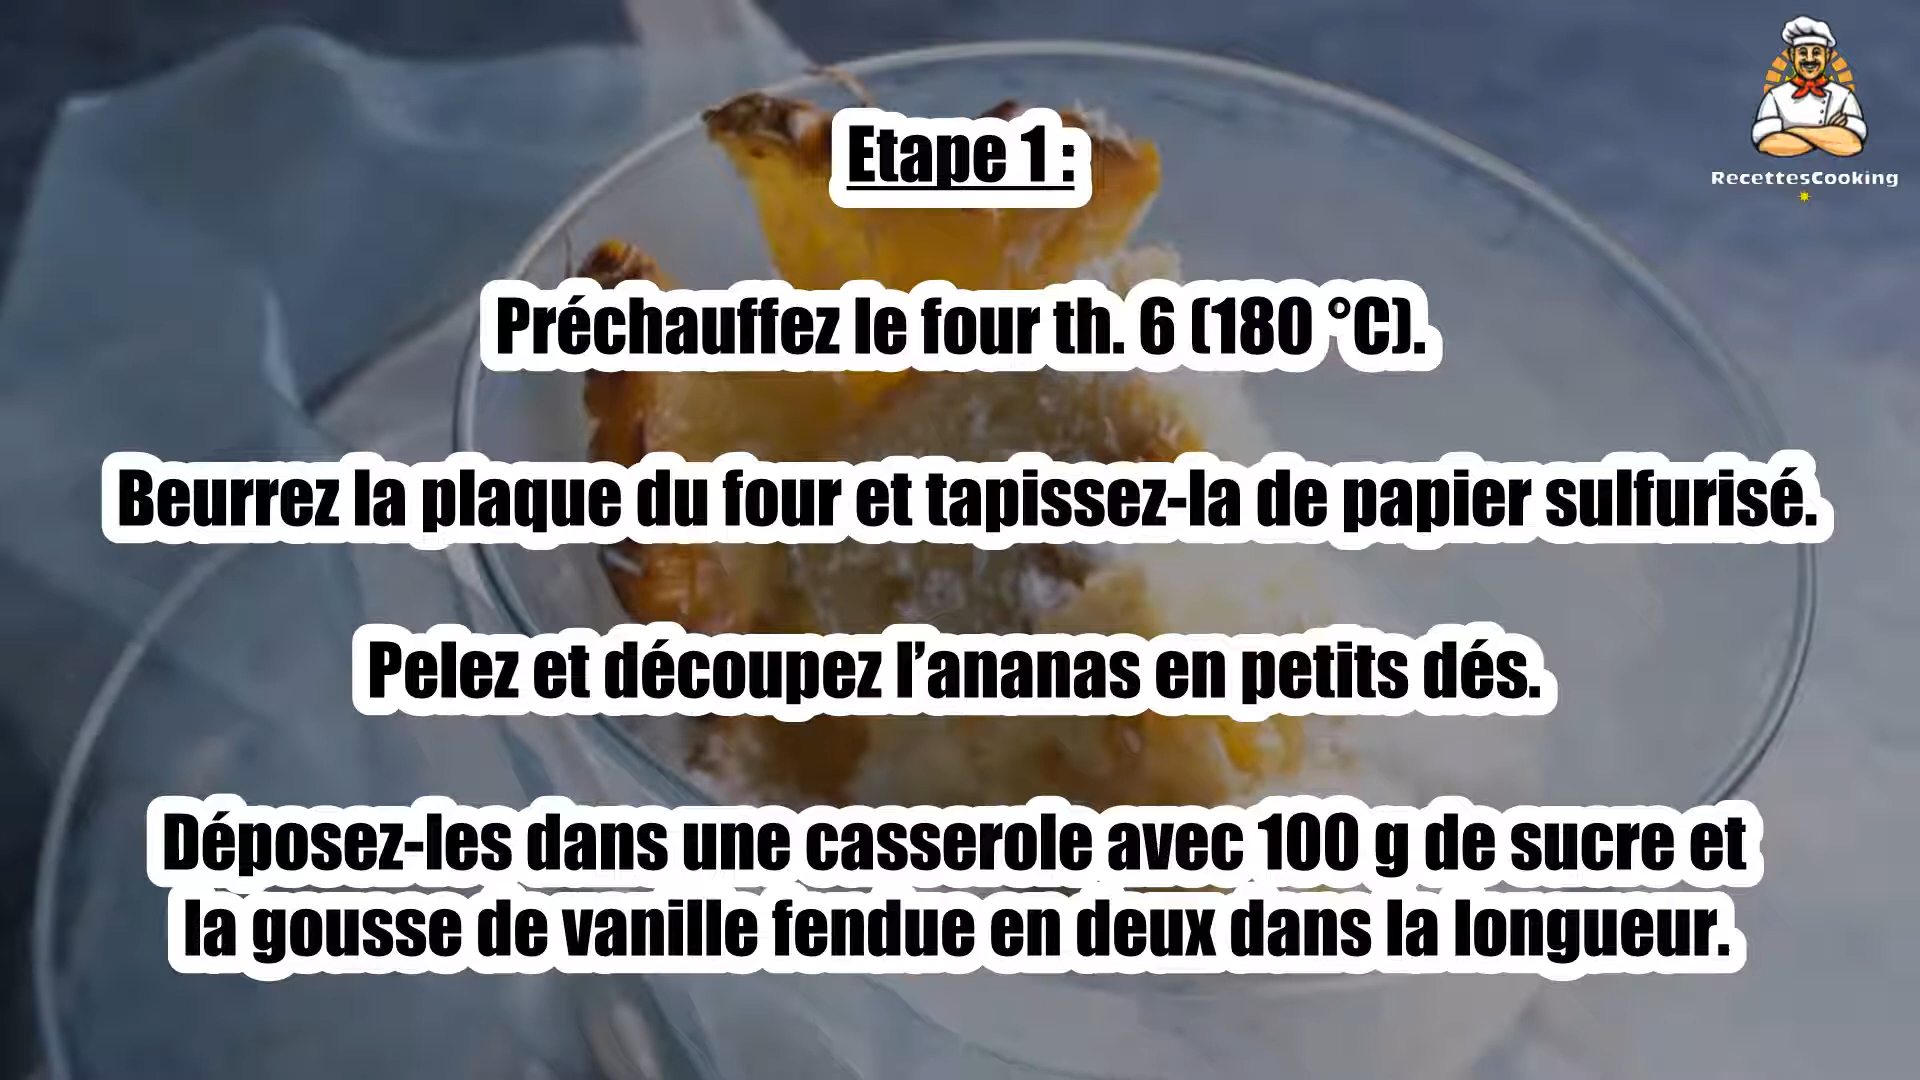 RecettesCooking
Etape 1 :
Préchauffez le four th. 6 (180 °C).
Beurrez la plaque du four et tapissez-la de papier sulfurisé.
Pelez et découpez l’ananas en petits dés.
Déposez-les dans une casserole avec 100 g de sucre et
la gousse de vanille fendue en deux dans la longueur.